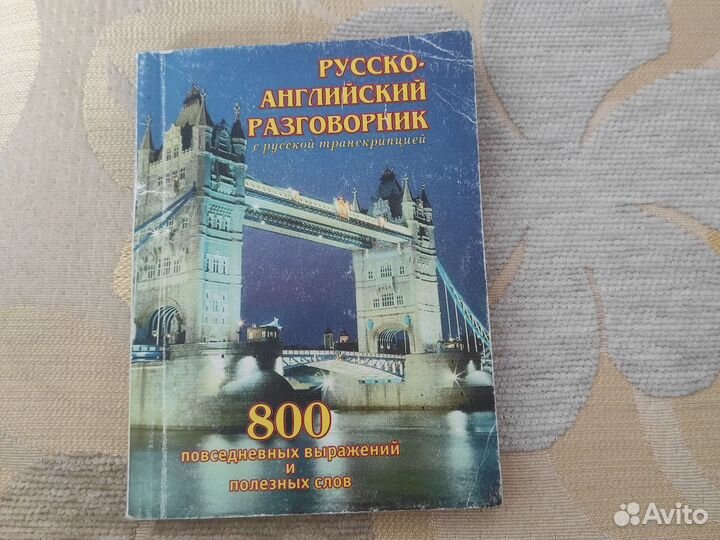 РУССКО-
АНГЛИЙСКИЙ
РАЗГОВОРНИК
с русской транскрипцией
800
повседневных выражений
и
полезных слов
Avito